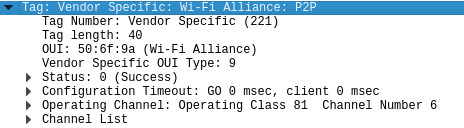 Tag: Vendor Specific: Wi-Fi Alliance: P2P
Tag Number: Vendor Specific (221)
Tag length: 40
OUI: 50:6f:9a (Wi-Fi Alliance)
Vendor Specific OUI Type: 9
Status: 0 (Success)
Configuration Timeout: GO 0 msec, client 0 msec
Operating Channel: Operating Class 81  Channel Number 6
Channel List